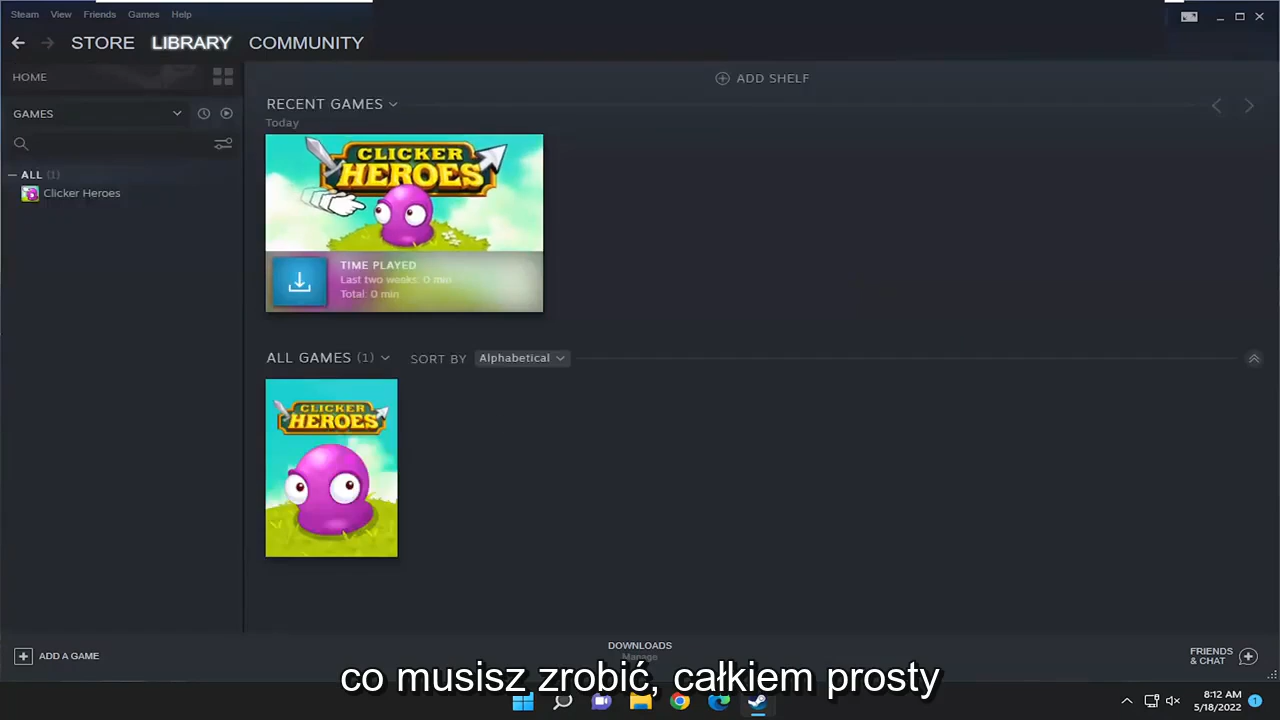 Steam View Friends Games Help
STORE LIBRARY COMMUNITY
HOME
ADD SHELF
GAMES
RECENT GAMES
Today
CLICKER
HEROES
ALL (1)
Clicker Heroes
TIME PLAYED
Last two weeks: 0 min
Total: 0 min
ALL GAMES (1) SORT BY Alphabetical
CLICKER
HEROES
ADD A GAME
DOWNLOADS
Manage
FRIENDS
& CHAT
co musisz zrobić, całkiem prosty
8:12 AM
5/18/2022
1